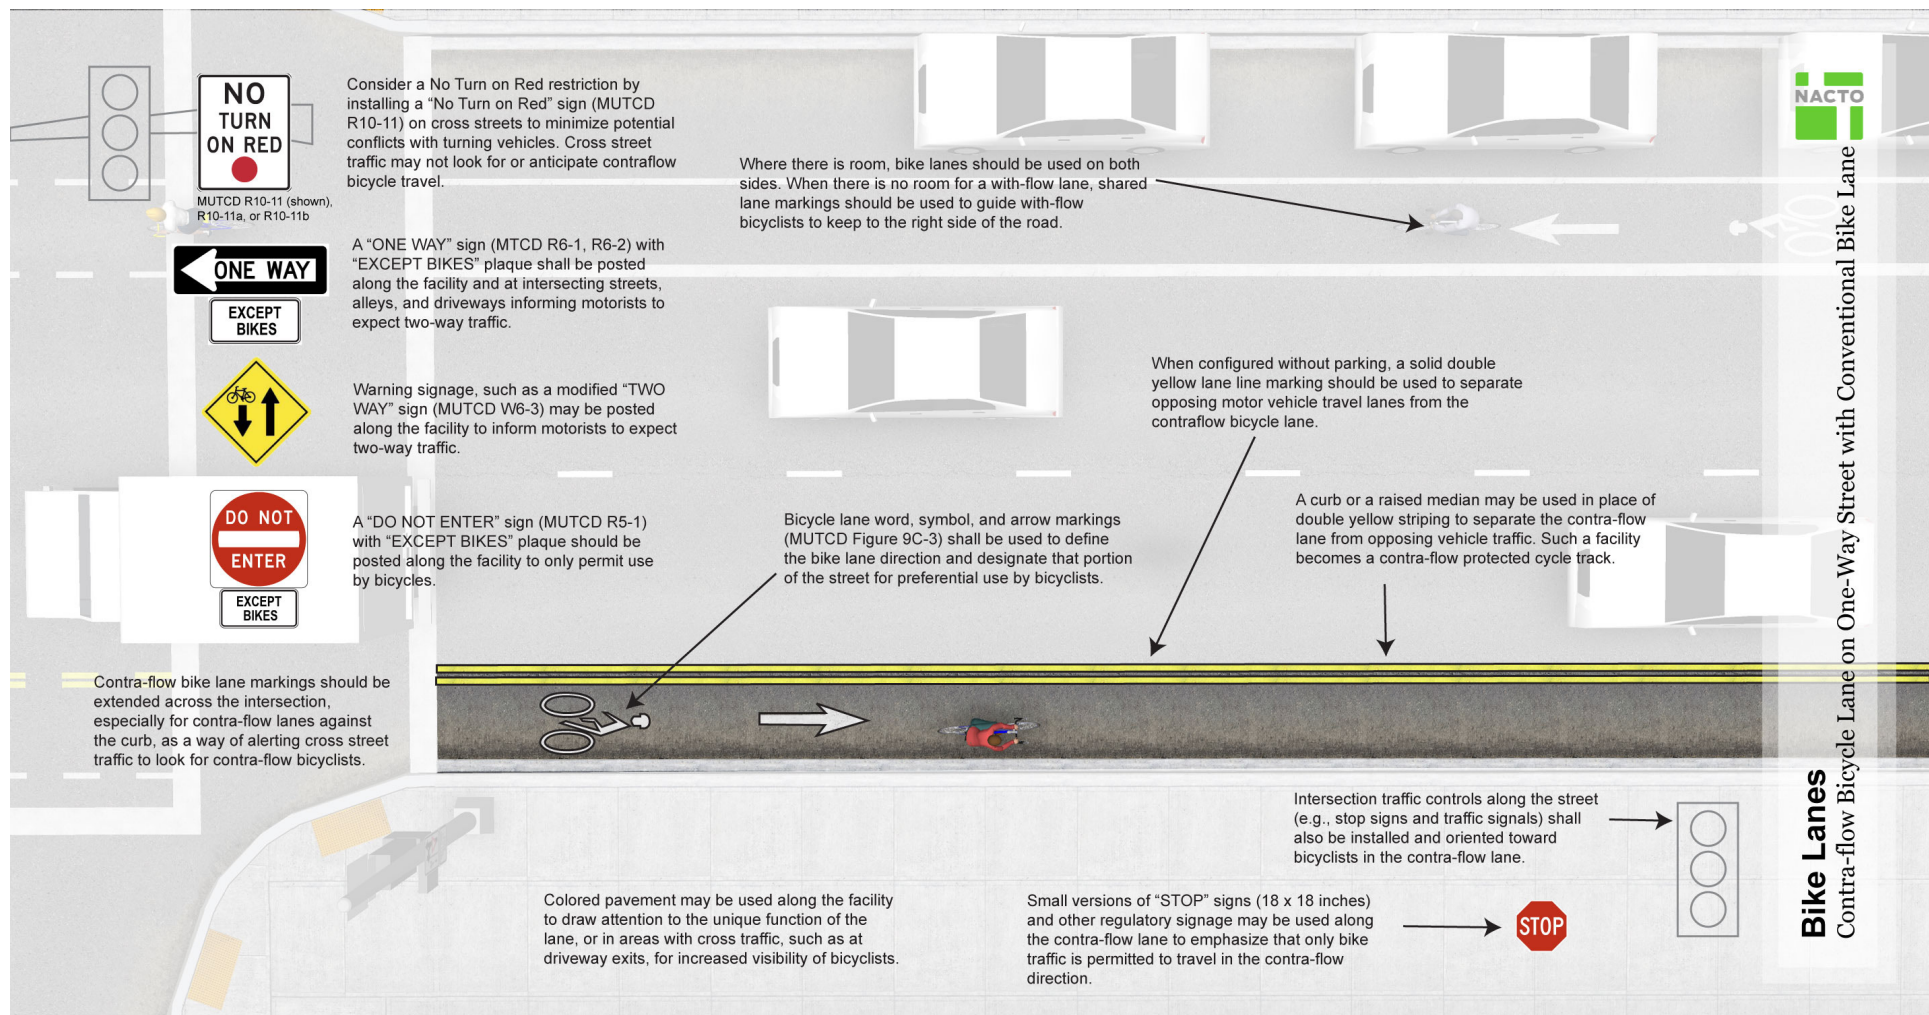 NO
TURN
ON RED
MUTCD R10-11 (shown),
R10-11a, or R10-11b
Consider a No Turn on Red restriction by
installing a “No Turn on Red” sign (MUTCD
R10-11) on cross streets to minimize potential
conflicts with turning vehicles. Cross street
traffic may not look for or anticipate contraflow
bicycle travel.
ONE WAY
EXCEPT
BIKES
A “ONE WAY” sign (MTCD R6-1, R6-2) with
“EXCEPT BIKES” plaque shall be posted
along the facility and at intersecting streets,
alleys, and driveways informing motorists to
expect two-way traffic.
Warning signage, such as a modified “TWO
WAY” sign (MUTCD W6-3) may be posted
along the facility to inform motorists to expect
two-way traffic.
DO NOT
ENTER
EXCEPT
BIKES
A “DO NOT ENTER” sign (MUTCD R5-1)
with “EXCEPT BIKES” plaque should be
posted along the facility to only permit use
by bicycles.
Contra-flow bike lane markings should be
extended across the intersection,
especially for contra-flow lanes against
the curb, as a way of alerting cross street
traffic to look for contra-flow bicyclists.
Where there is room, bike lanes should be used on both
sides. When there is no room for a with-flow lane, shared
lane markings should be used to guide with-flow
bicyclists to keep to the right side of the road.
When configured without parking, a solid double
yellow lane line marking should be used to separate
opposing motor vehicle travel lanes from the
contraflow bicycle lane.
Bicycle lane word, symbol, and arrow markings
(MUTCD Figure 9C-3) shall be used to define
the bike lane direction and designate that portion
of the street for preferential use by bicyclists.
A curb or a raised median may be used in place of
double yellow striping to separate the contra-flow
lane from opposing vehicle traffic. Such a facility
becomes a contra-flow protected cycle track.
Intersection traffic controls along the street
(e.g., stop signs and traffic signals) shall
also be installed and oriented toward
bicyclists in the contra-flow lane.
Colored pavement may be used along the facility
to draw attention to the unique function of the
lane, or in areas with cross traffic, such as at
driveway exits, for increased visibility of bicyclists.
Small versions of “STOP” signs (18 x 18 inches)
and other regulatory signage may be used along
the contra-flow lane to emphasize that only bike
traffic is permitted to travel in the contra-flow
direction.
STOP
NACTO
Bike Lanes
Contra-flow Bicycle Lane on One-Way Street with Conventional Bike Lane